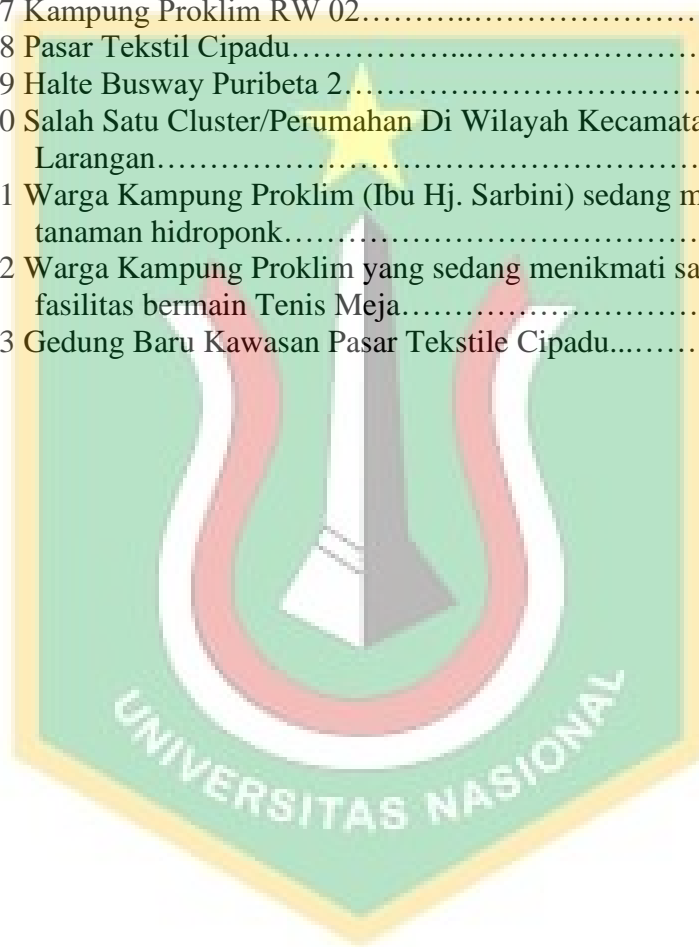 7 Kampung Proklim RW 02………..…………………
8 Pasar Tekstil Cipadu……………...…………………
9 Halte Busway Puribeta 2………….…………………
0 Salah Satu Cluster/Perumahan Di Wilayah Kecamata
Larangan………………………………………………
1 Warga Kampung Proklim (Ibu Hj. Sarbini) sedang m
tanaman hidroponk……………………………………
2 Warga Kampung Proklim yang sedang menikmati sa
fasilitas bermain Tenis Meja…………………………
3 Gedung Baru Kawasan Pasar Tekstile Cipadu...……
UNIVERSITAS NASIONAL